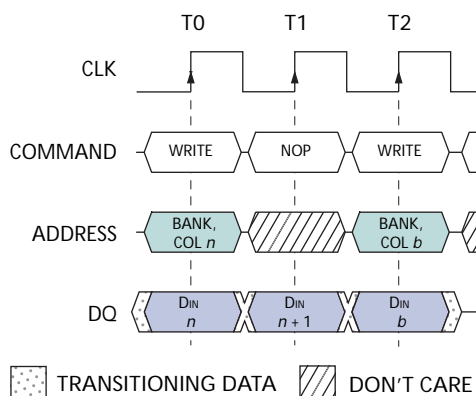 T0 T1 T2
CLK
COMMAND WRITE NOP WRITE
ADDRESS BANK, COL n BANK, COL b
DQ DIN n DIN n + 1 DIN b
TRANSITIONING DATA DON'T CARE